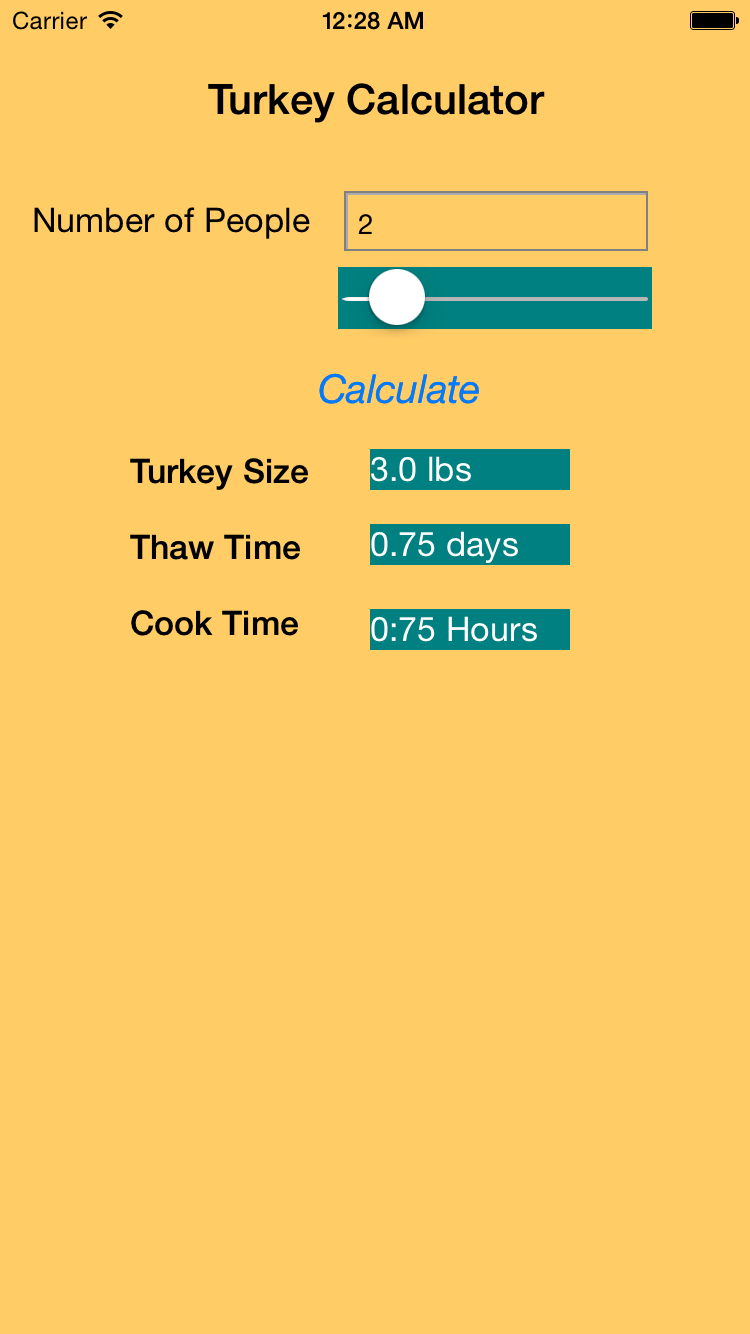 Carrier 12:28 AM
Turkey Calculator
Number of People 2
Calculate
Turkey Size 3.0 lbs
Thaw Time 0.75 days
Cook Time 0:75 Hours